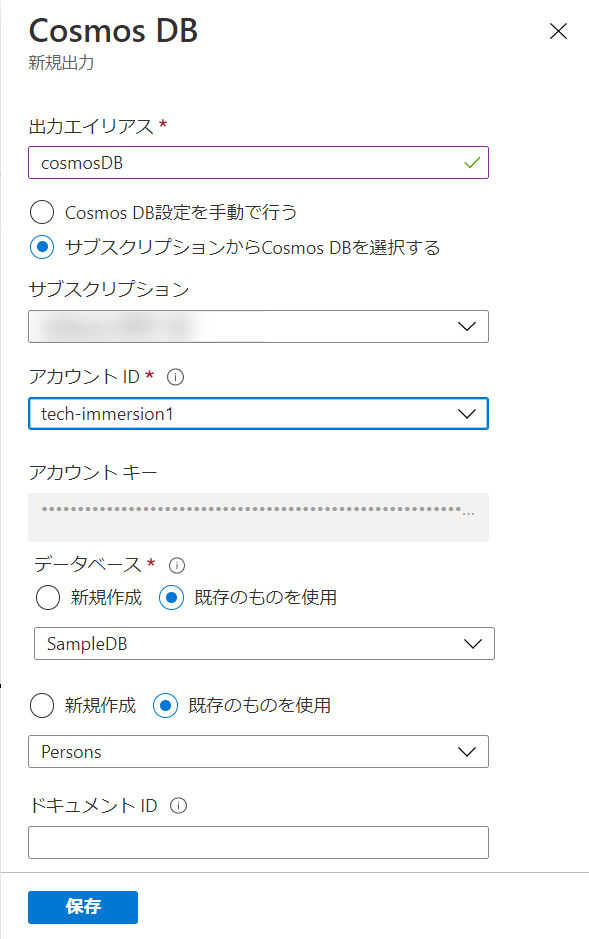 Cosmos DB
新規出力
出力エイリアス *
cosmosDB
Cosmos DB設定を手動で行う
サブスクリプションからCosmos DBを選択する
サブスクリプション
アカウント ID *
tech-immersion1
アカウント キー
データベース *
新規作成 既存のものを使用
SampleDB
新規作成 既存のものを使用
Persons
ドキュメント ID
保存